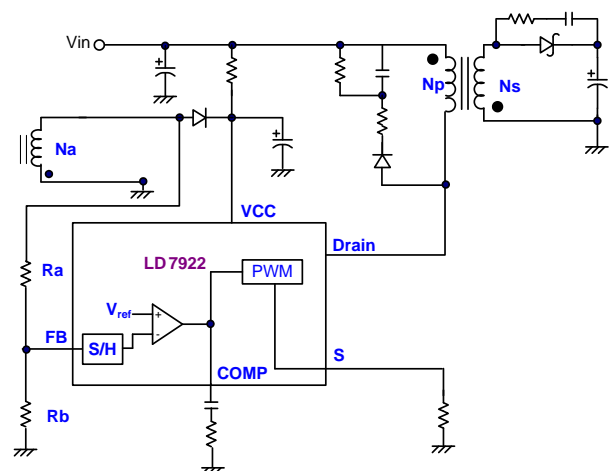 Vin
Np
Ns
Na
VCC
Drain
LD7922
PWM
Ra
Vref
+
-
FB
S/H
S
COMP
Rb
+
+
+